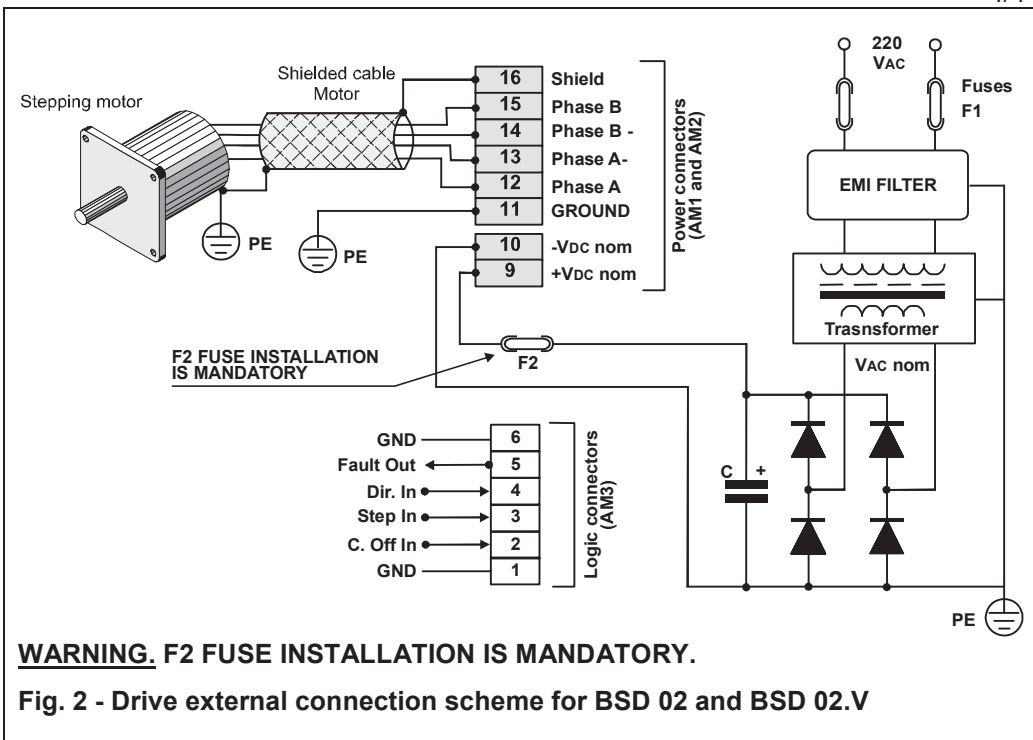 Stepping motor
Shielded cable
Motor
PE
PE
16 Shield
15 Phase B
14 Phase B -
13 Phase A-
12 Phase A
11 GROUND
10 -VDC nom
9 +VDC nom
Power connectors
(AM1 and AM2)
220
VAC
Fuses
F1
EMI FILTER
Trasnsformer
VAC nom
F2 FUSE INSTALLATION
IS MANDATORY
F2
C +
GND 6
Fault Out 5
Dir. In 4
Step In 3
C. Off In 2
GND 1
Logic connectors
(AM3)
PE
WARNING. F2 FUSE INSTALLATION IS MANDATORY.
Fig. 2 - Drive external connection scheme for BSD 02 and BSD 02.V